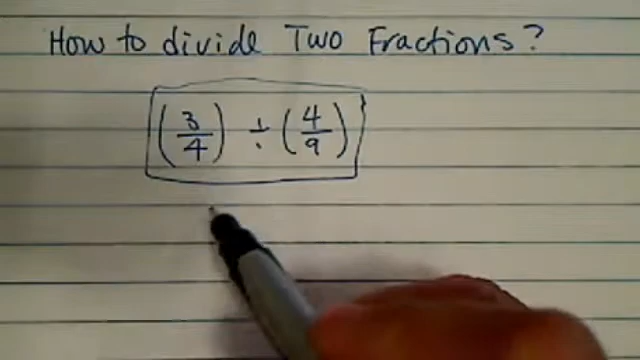 How to divide Two Fractions?
(3/4) ÷ (4/9)